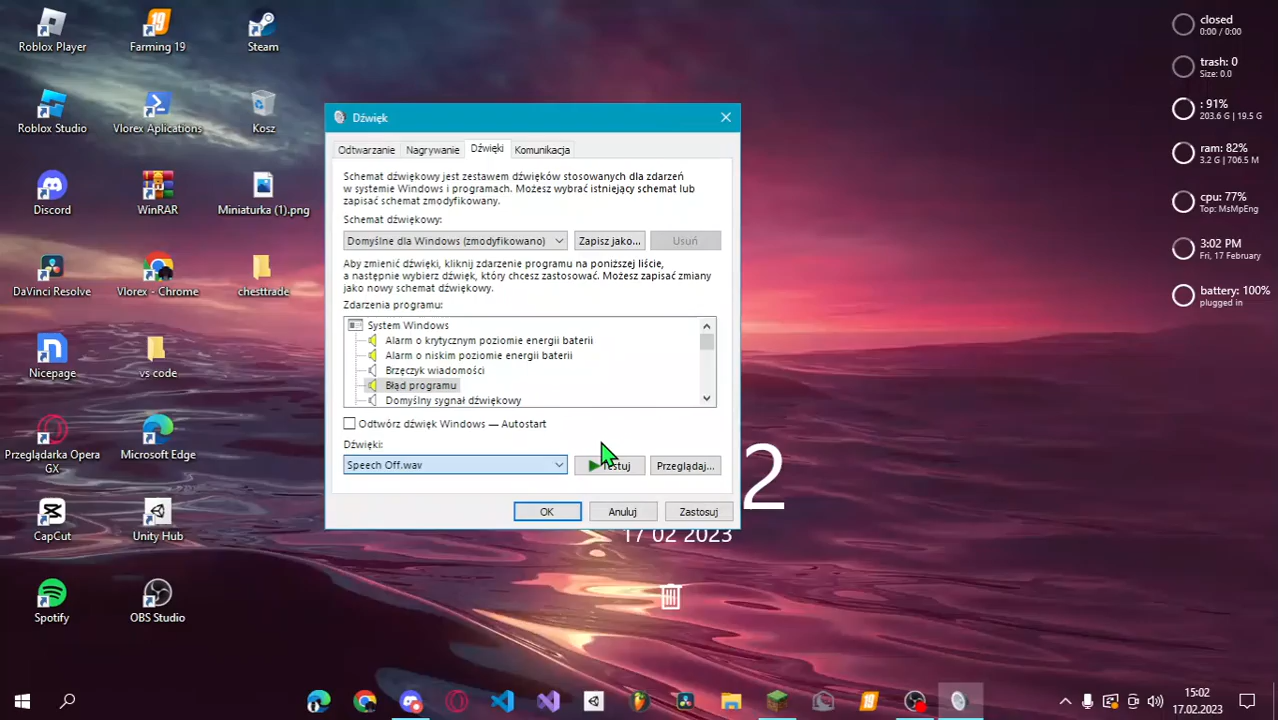 Roblox Player
Farming 19
Steam
Roblox Studio
Vlorex Aplications
Kosz
Discord
WinRAR
Miniaturka (1).png
DaVinci Resolve
Vlorex - Chrome
chesttrade
Nicepage
vs code
Przeglądarka Opera
GX
Microsoft Edge
CapCut
Unity Hub
Spotify
OBS Studio
Dźwięk
Odtwarzanie
Nagrywanie
Dźwięki
Komunikacja
Schemat dźwiękowy jest zestawem dźwięków stosowanych dla zdarzeń
w systemie Windows i programach. Możesz wybrać istniejący schemat lub
zapisać schemat zmodyfikowany.
Schemat dźwiękowy:
Domyślne dla Windows (zmodyfikowano)
Zapisz jako...
Usuń
Aby zmienić dźwięki, kliknij zdarzenie programu na poniższej liście,
a następnie wybierz dźwięk, który chcesz zastosować. Możesz zapisać zmiany
jako nowy schemat dźwiękowy.
Zdarzenia programu:
System Windows
Alarm o krytycznym poziomie energii baterii
Alarm o niskim poziomie energii baterii
Brzęczyk wiadomości
Błąd programu
Domyślny sygnał dźwiękowy
Odtwórz dźwięk Windows — Autostart
Dźwięki:
Speech Off.wav
Testuj
Przeglądaj...
OK
Anuluj
Zastosuj
2
17 02 2023
closed
0:00 / 0:00
trash: 0
Size: 0.0
: 91%
203.6 G | 19.5 G
ram: 82%
3.2 G | 706.5 M
cpu: 77%
Top: MsMpEng
3:02 PM
Fri, 17 February
battery: 100%
plugged in
15:02
17.02.2023